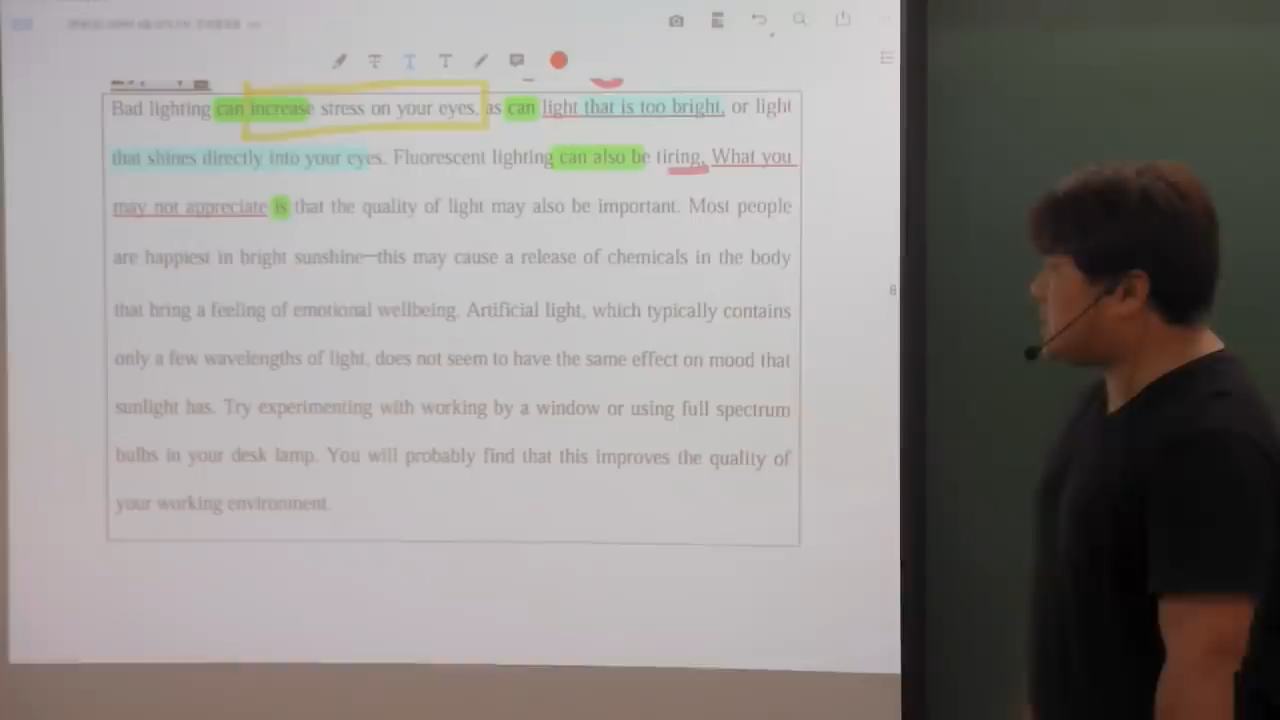 Bad lighting can increase stress on your eyes, as can light that is too bright, or light
that shines directly into your eyes. Fluorescent lighting can also be tiring. What you
may not appreciate is that the quality of light may also be important. Most people
are happiest in bright sunshine—this may cause a release of chemicals in the body
that bring a feeling of emotional wellbeing. Artificial light, which typically contains
only a few wavelengths of light, does not seem to have the same effect on mood that
sunlight has. Try experimenting with working by a window or using full spectrum
bulbs in your desk lamp. You will probably find that this improves the quality of
your working environment.
8